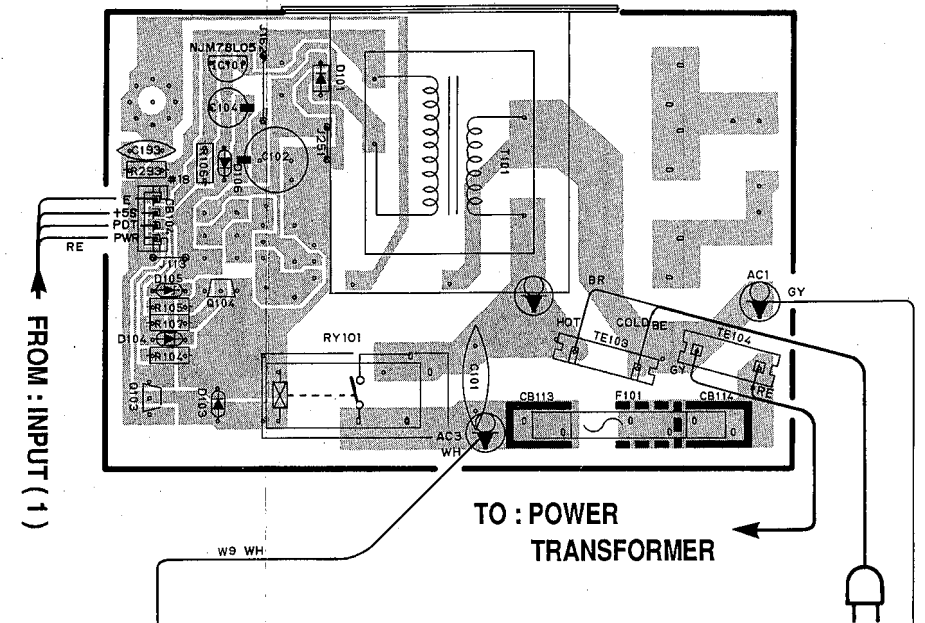 NJM78L05
IC101
J152
D101
C104
J251
C193
R106
D106
C102
T101
R293
#18
E
+5S
PDT
PWR
RE
CB104
J113
D105
Q104
R105
R107
D104
R104
Q103
D103
RY101
C101
BR
AC1
GY
HOT
COLD
BE
TE103
TE104
GY
RE
CB113
F101
CB114
AC3
WH
FROM : INPUT ( 1 )
TO : POWER
TRANSFORMER
W9 WH